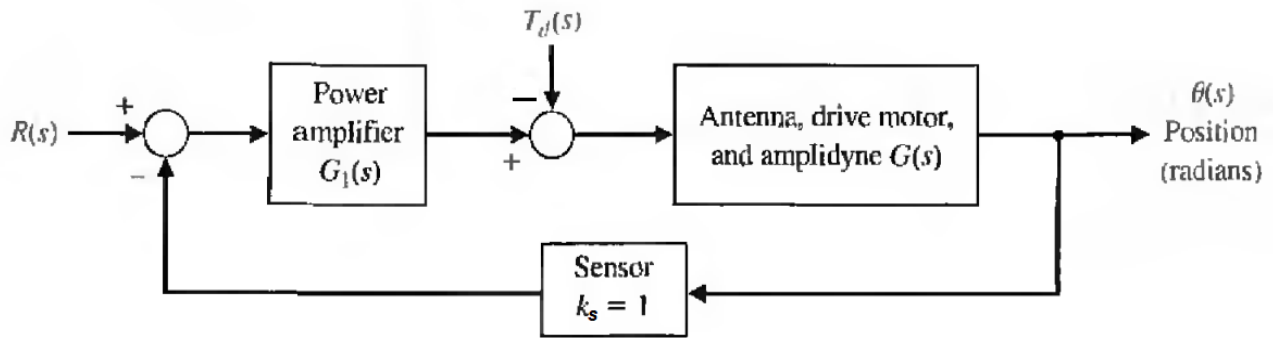 T_d(s)
R(s)
+
−
Power
amplifier
G_1(s)
−
+
Antenna, drive motor,
and amplidyne G(s)
θ(s)
Position
(radians)
Sensor
k_s = 1